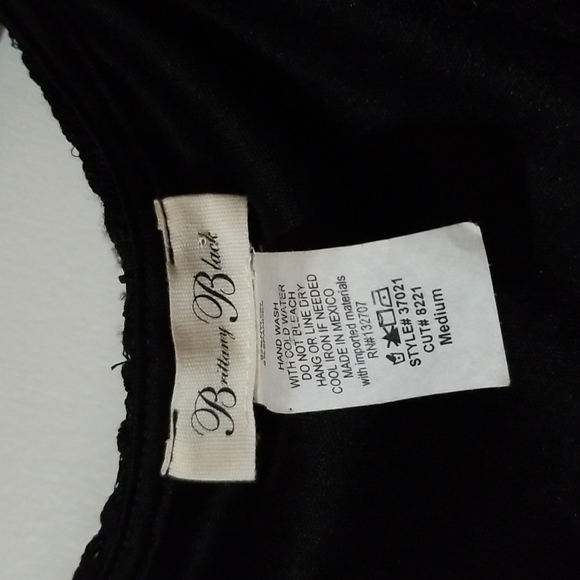 Brittany Black
HAND WASH
WITH COLD WATER
DO NOT BLEACH
HANG OR LINE DRY
COOL IRON IF NEEDED
MADE IN MEXICO
with imported materials
RN#132707
STYLE# 37021
CUT# 8221
Medium